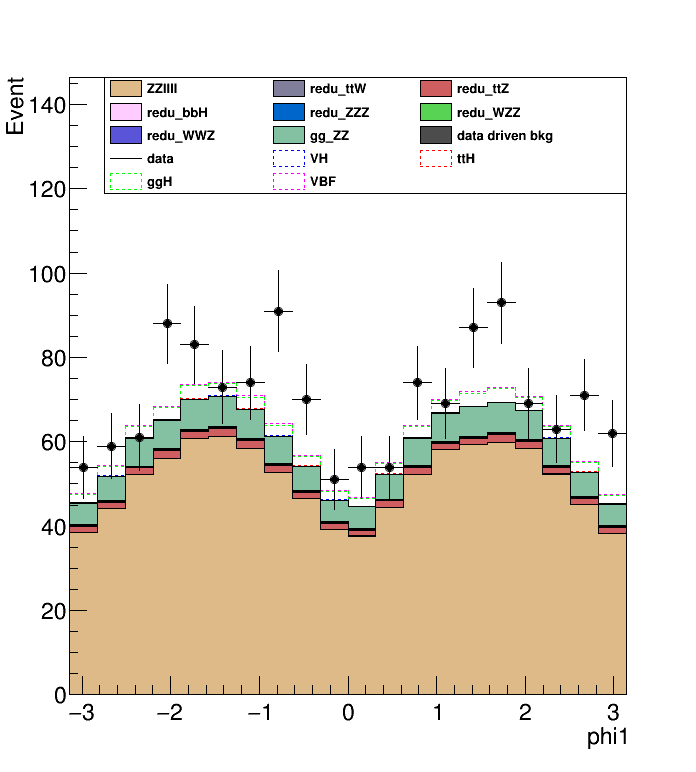 Event
140
120
100
80
60
40
20
0
ZZllll redu_ttW redu_ttZ
redu_bbH redu_ZZZ redu_WZZ
redu_WWZ gg_ZZ data driven bkg
data VH ttH
ggH VBF
−3 −2 −1 0 1 2 3
phi1